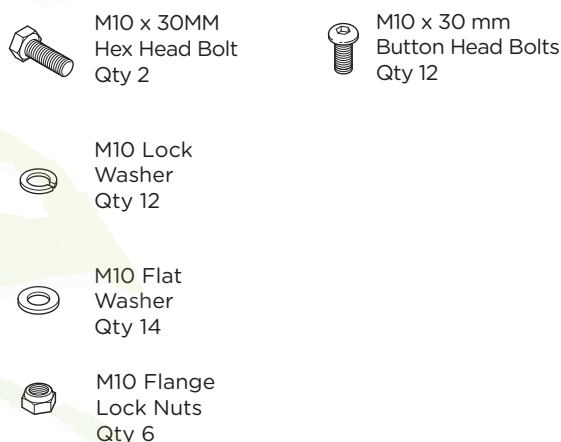 M10 x 30MM
Hex Head Bolt
Qty 2
M10 x 30 mm
Button Head Bolts
Qty 12
M10 Lock
Washer
Qty 12
M10 Flat
Washer
Qty 14
M10 Flange
Lock Nuts
Qty 6